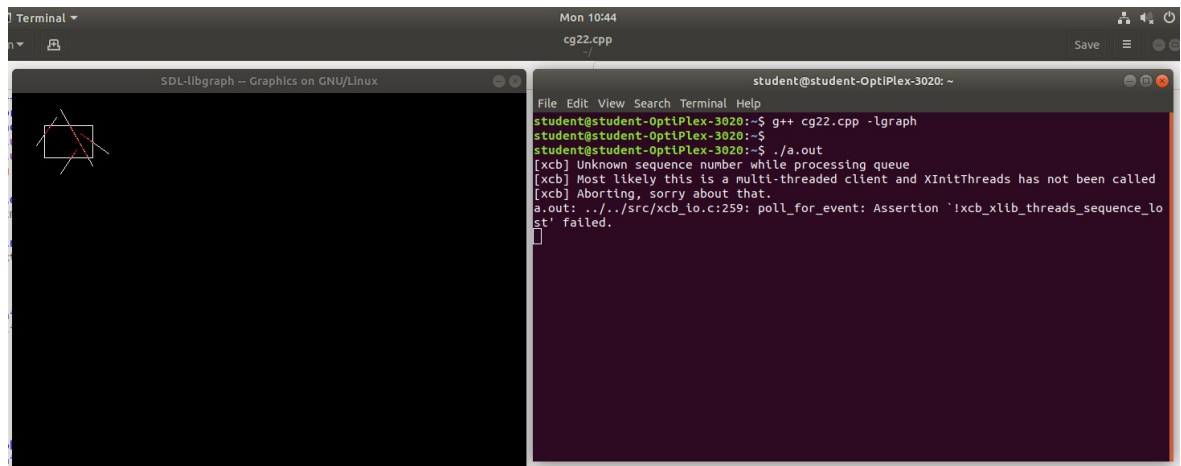 Terminal
Mon 10:44
cg22.cpp
~/
Save
SDL-libgraph -- Graphics on GNU/Linux
student@student-OptiPlex-3020: ~
File Edit View Search Terminal Help
student@student-OptiPlex-3020:~$ g++ cg22.cpp -lgraph
student@student-OptiPlex-3020:~$
student@student-OptiPlex-3020:~$ ./a.out
[xcb] Unknown sequence number while processing queue
[xcb] Most likely this is a multi-threaded client and XInitThreads has not been called
[xcb] Aborting, sorry about that.
a.out: ../../src/xcb_io.c:259: poll_for_event: Assertion `!xcb_xlib_threads_sequence_lo
st' failed.